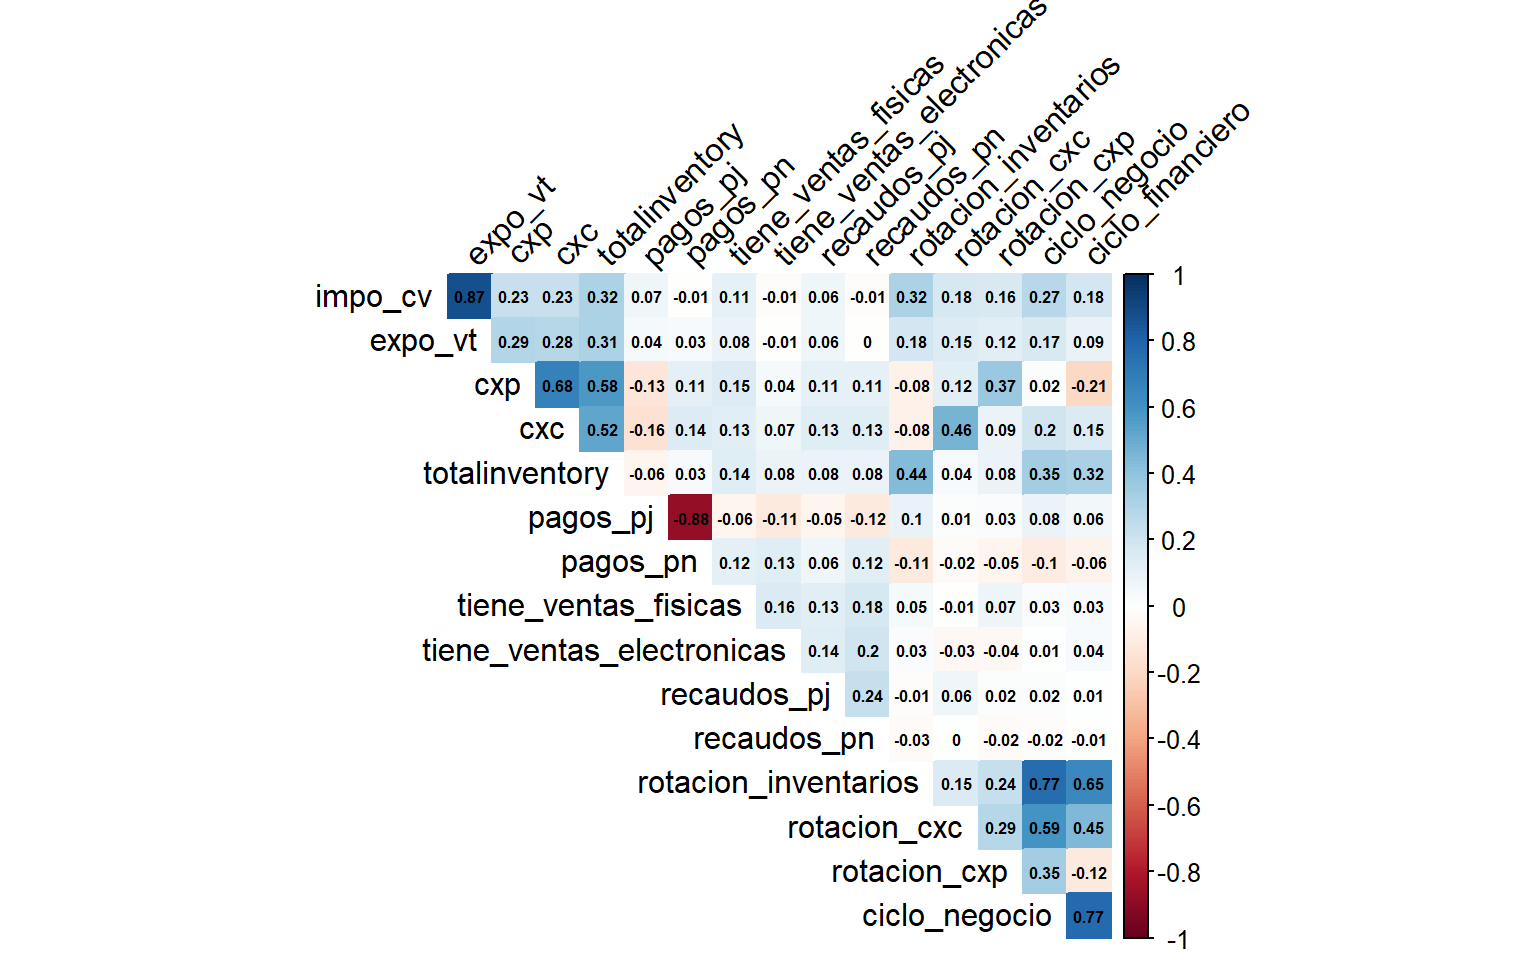 expo_vt
cxp
cxc
totalinventory
pagos_pj
pagos_pn
tiene_ventas_fisicas
tiene_ventas_electronicas
recaudos_pj
recaudos_pn
rotacion_inventarios
rotacion_cxc
rotacion_cxp
ciclo_negocio
ciclo_financiero
impo_cv 0.87 0.23 0.23 0.32 0.07 -0.01 0.11 -0.01 0.06 -0.01 0.32 0.18 0.16 0.27 0.18
expo_vt 0.29 0.28 0.31 0.04 0.03 0.08 -0.01 0.06 0 0.18 0.15 0.12 0.17 0.09
cxp 0.68 0.58 -0.13 0.11 0.15 0.04 0.11 0.11 -0.08 0.12 0.37 0.02 -0.21
cxc 0.52 -0.16 0.14 0.13 0.07 0.13 0.13 -0.08 0.46 0.09 0.2 0.15
totalinventory -0.06 0.03 0.14 0.08 0.08 0.08 0.44 0.04 0.08 0.35 0.32
pagos_pj -0.88 -0.06 -0.11 -0.05 -0.12 0.1 0.01 0.03 0.08 0.06
pagos_pn 0.12 0.13 0.06 0.12 -0.11 -0.02 -0.05 -0.1 -0.06
tiene_ventas_fisicas 0.16 0.13 0.18 0.05 -0.01 0.07 0.03 0.03
tiene_ventas_electronicas 0.14 0.2 0.03 -0.03 -0.04 0.01 0.04
recaudos_pj 0.24 -0.01 0.06 0.02 0.02 0.01
recaudos_pn -0.03 0 -0.02 -0.02 -0.01
rotacion_inventarios 0.15 0.24 0.77 0.65
rotacion_cxc 0.29 0.59 0.45
rotacion_cxp 0.35 -0.12
ciclo_negocio 0.77
1
0.8
0.6
0.4
0.2
0
-0.2
-0.4
-0.6
-0.8
-1